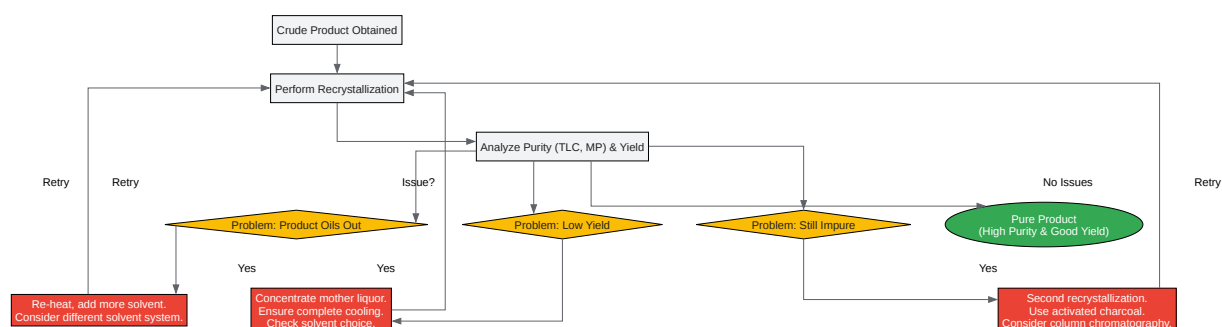 Crude Product Obtained
Perform Recrystallization
Analyze Purity (TLC, MP) & Yield
Retry
Retry
Issue?
No Issues
Retry
Problem: Product Oils Out
Problem: Low Yield
Problem: Still Impure
Pure Product
(High Purity & Good Yield)
Yes
Yes
Yes
Re-heat, add more solvent.
Consider different solvent system.
Concentrate mother liquor.
Ensure complete cooling.
Check solvent choice.
Second recrystallization.
Use activated charcoal.
Consider column chromatography.